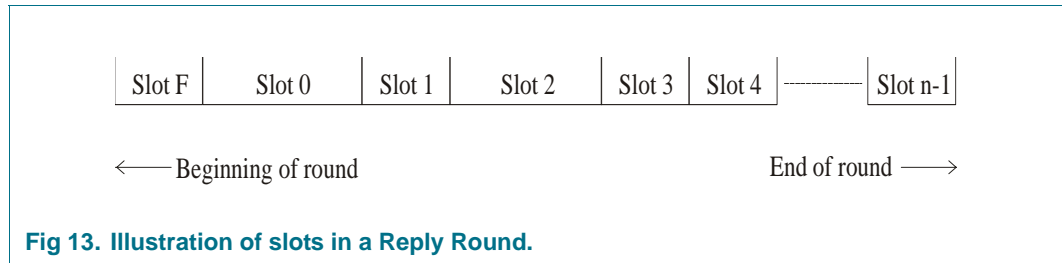 Slot F Slot 0 Slot 1 Slot 2 Slot 3 Slot 4 Slot n-1
Beginning of round End of round
Fig 13. Illustration of slots in a Reply Round.